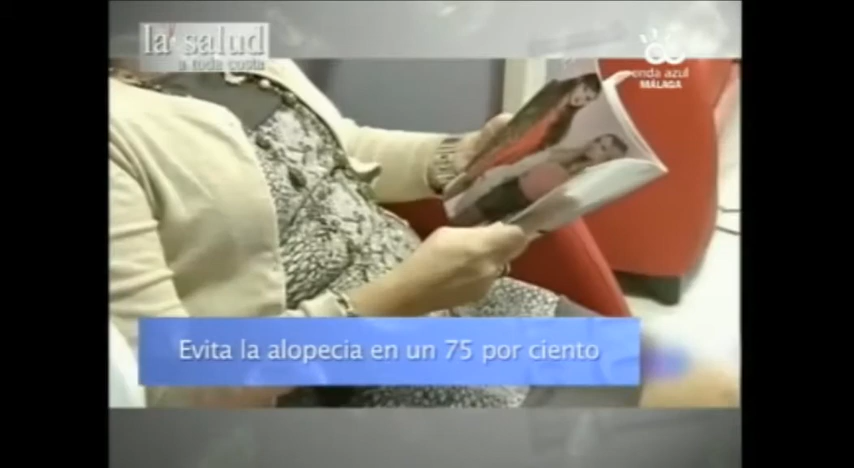 la salud
a toda costa
onda azul
MÁLAGA
Evita la alopecia en un 75 por ciento